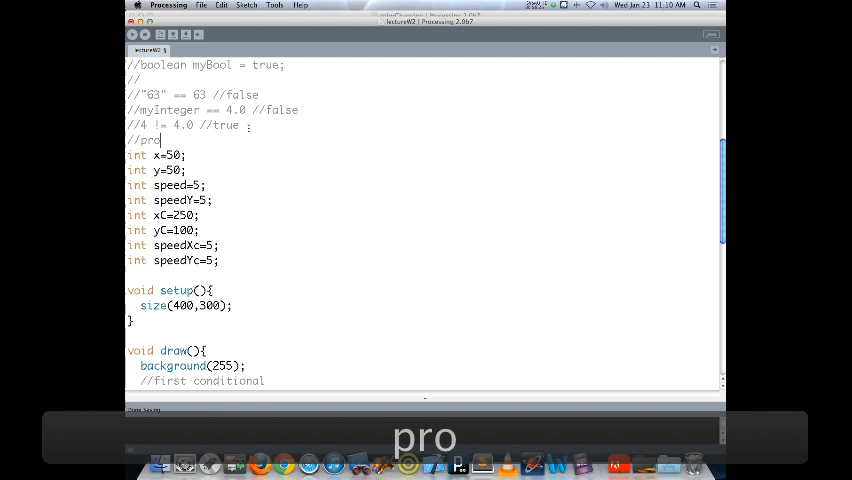 Processing File Edit Sketch Tools Help Wed Jan 23 11:10 AM
lectureW2 | Processing 2.0b7
lectureW2 §
//boolean myBool = true;
//
//"63" == 63 //false
//myInteger == 4.0 //false
//4 != 4.0 //true
//pro
int x=50;
int y=50;
int speed=5;
int speedY=5;
int xC=250;
int yC=100;
int speedXc=5;
int speedYc=5;
void setup(){
size(400,300);
}
void draw(){
background(255);
//first conditional
Done Saving.
pro